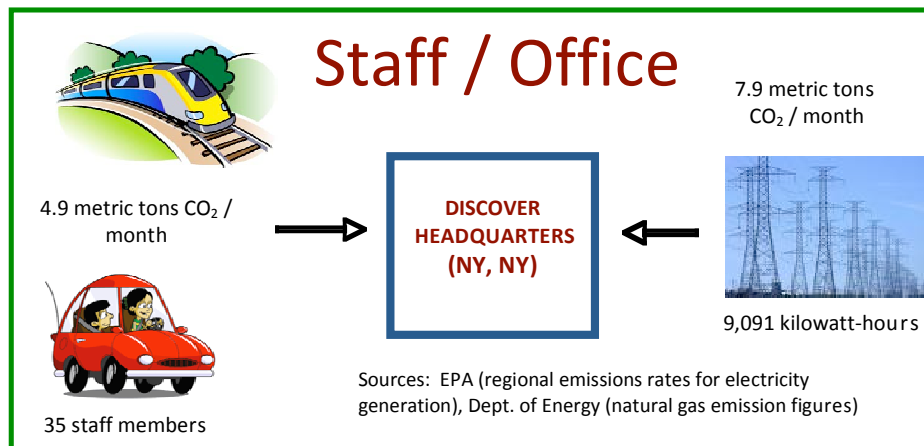 Staff / Office
7.9 metric tons
CO₂ / month
4.9 metric tons CO₂ /
month
DISCOVER
HEADQUARTERS
(NY, NY)
9,091 kilowatt-hours
35 staff members
Sources:  EPA (regional emissions rates for electricity
generation), Dept. of Energy (natural gas emission figures)